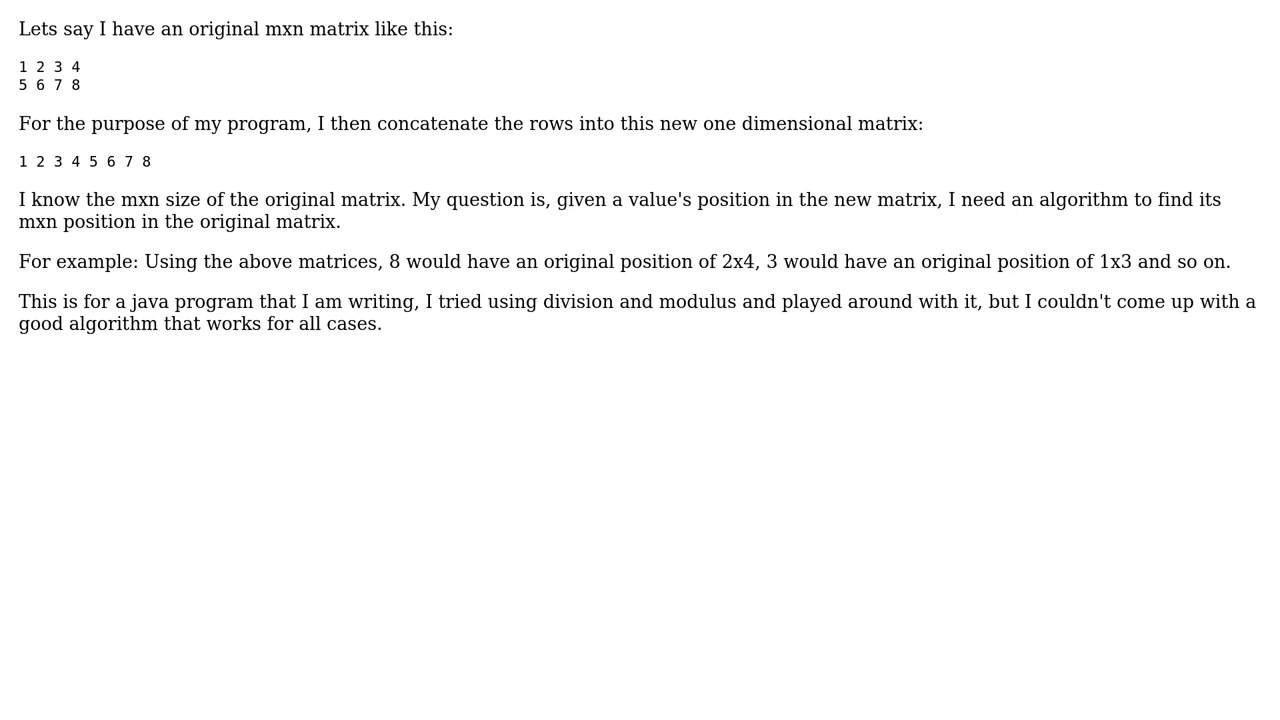 Lets say I have an original mxn matrix like this:
1 2 3 4
5 6 7 8
For the purpose of my program, I then concatenate the rows into this new one dimensional matrix:
1 2 3 4 5 6 7 8
I know the mxn size of the original matrix. My question is, given a value's position in the new matrix, I need an algorithm to find its
mxn position in the original matrix.
For example: Using the above matrices, 8 would have an original position of 2x4, 3 would have an original position of 1x3 and so on.
This is for a java program that I am writing, I tried using division and modulus and played around with it, but I couldn't come up with a
good algorithm that works for all cases.